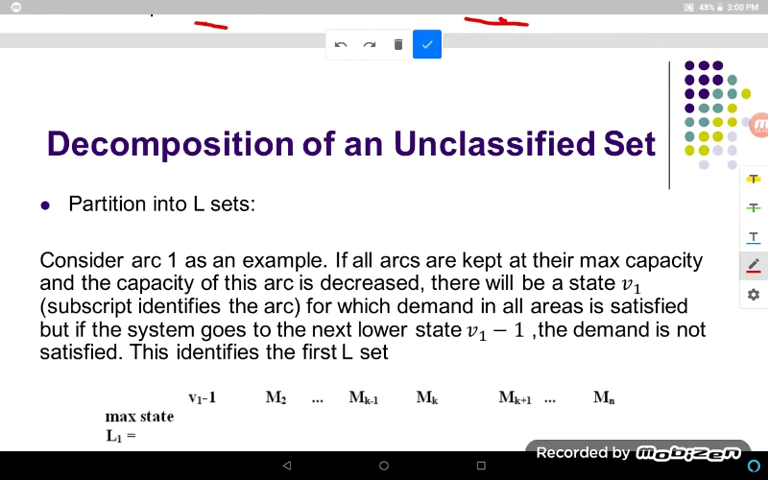 48% 3:00 PM
Decomposition of an Unclassified Set
Partition into L sets:
Consider arc 1 as an example. If all arcs are kept at their max capacity
and the capacity of this arc is decreased, there will be a state v₁
(subscript identifies the arc) for which demand in all areas is satisfied
but if the system goes to the next lower state v₁ − 1 ,the demand is not
satisfied. This identifies the first L set
v₁-1 M₂ ... Mₖ₋₁ Mₖ Mₖ₊₁ ... Mₙ
max state
L₁ =
Recorded by mobizen